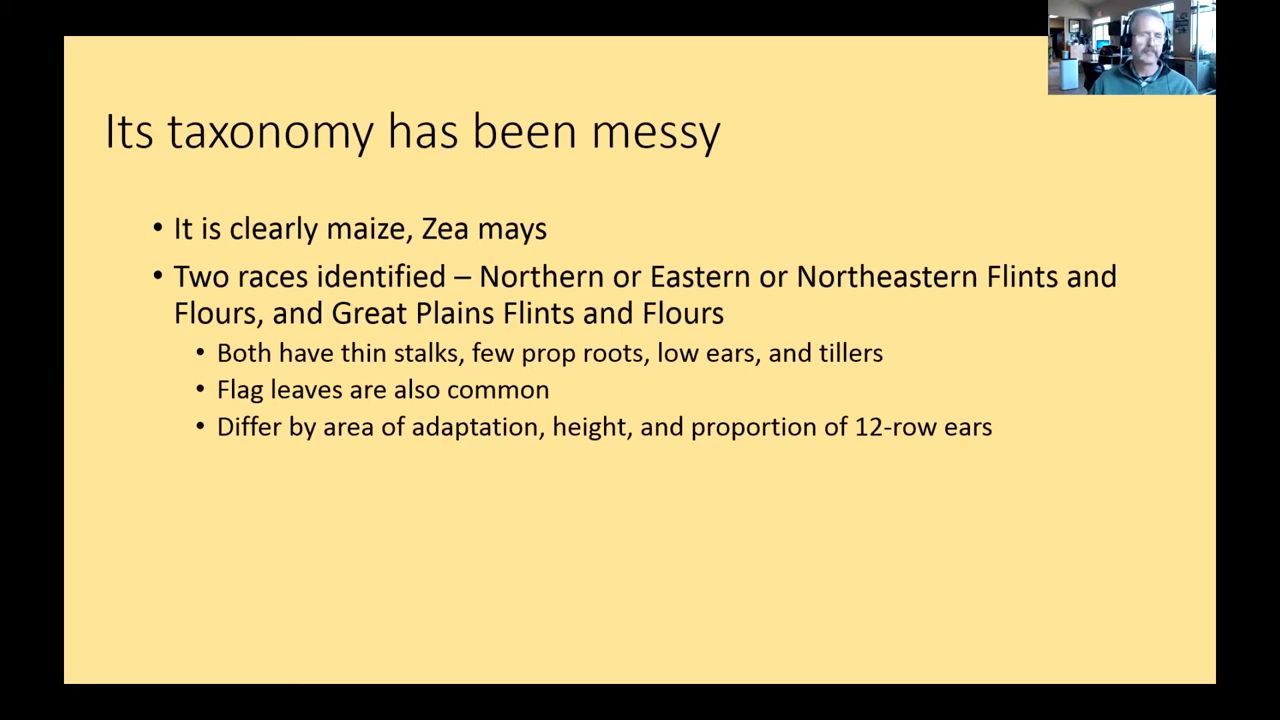 Its taxonomy has been messy
• It is clearly maize, Zea mays
• Two races identified – Northern or Eastern or Northeastern Flints and
Flours, and Great Plains Flints and Flours
• Both have thin stalks, few prop roots, low ears, and tillers
• Flag leaves are also common
• Differ by area of adaptation, height, and proportion of 12-row ears